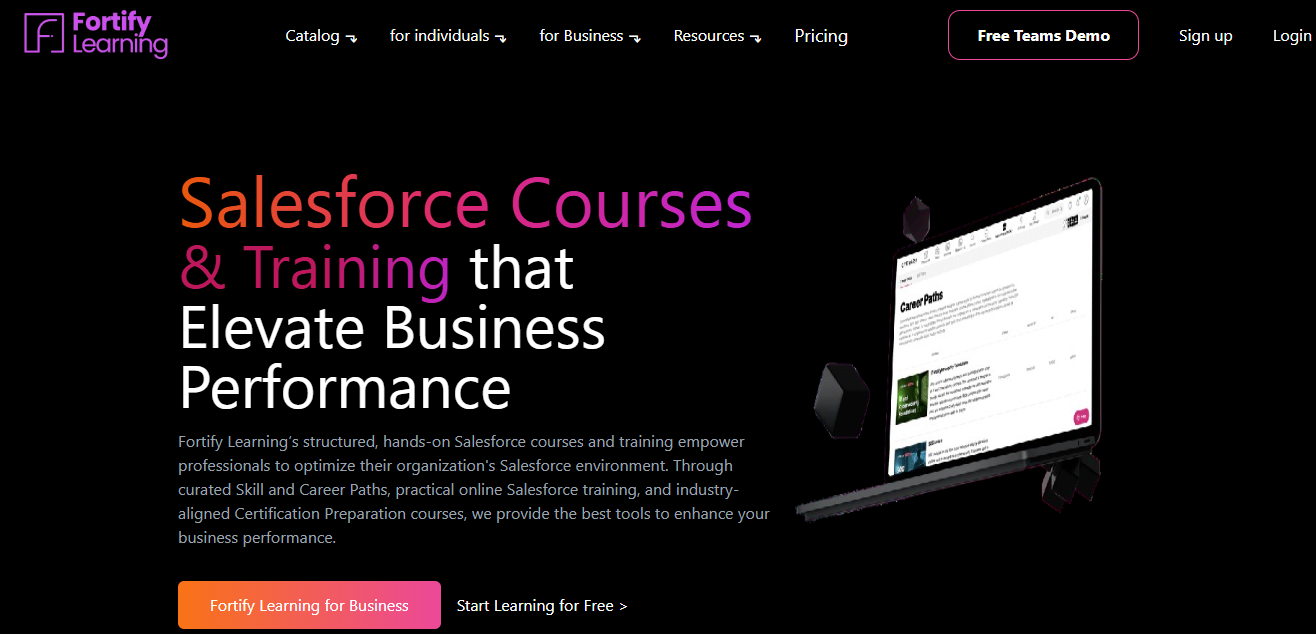 Fortify
Learning
Catalog
for individuals
for Business
Resources
Pricing
Free Teams Demo
Sign up
Login
Salesforce Courses
& Training that
Elevate Business
Performance
Fortify Learning’s structured, hands-on Salesforce courses and training empower
professionals to optimize their organization's Salesforce environment. Through
curated Skill and Career Paths, practical online Salesforce training, and industry-
aligned Certification Preparation courses, we provide the best tools to enhance your
business performance.
Fortify Learning for Business
Start Learning for Free >
Career Paths